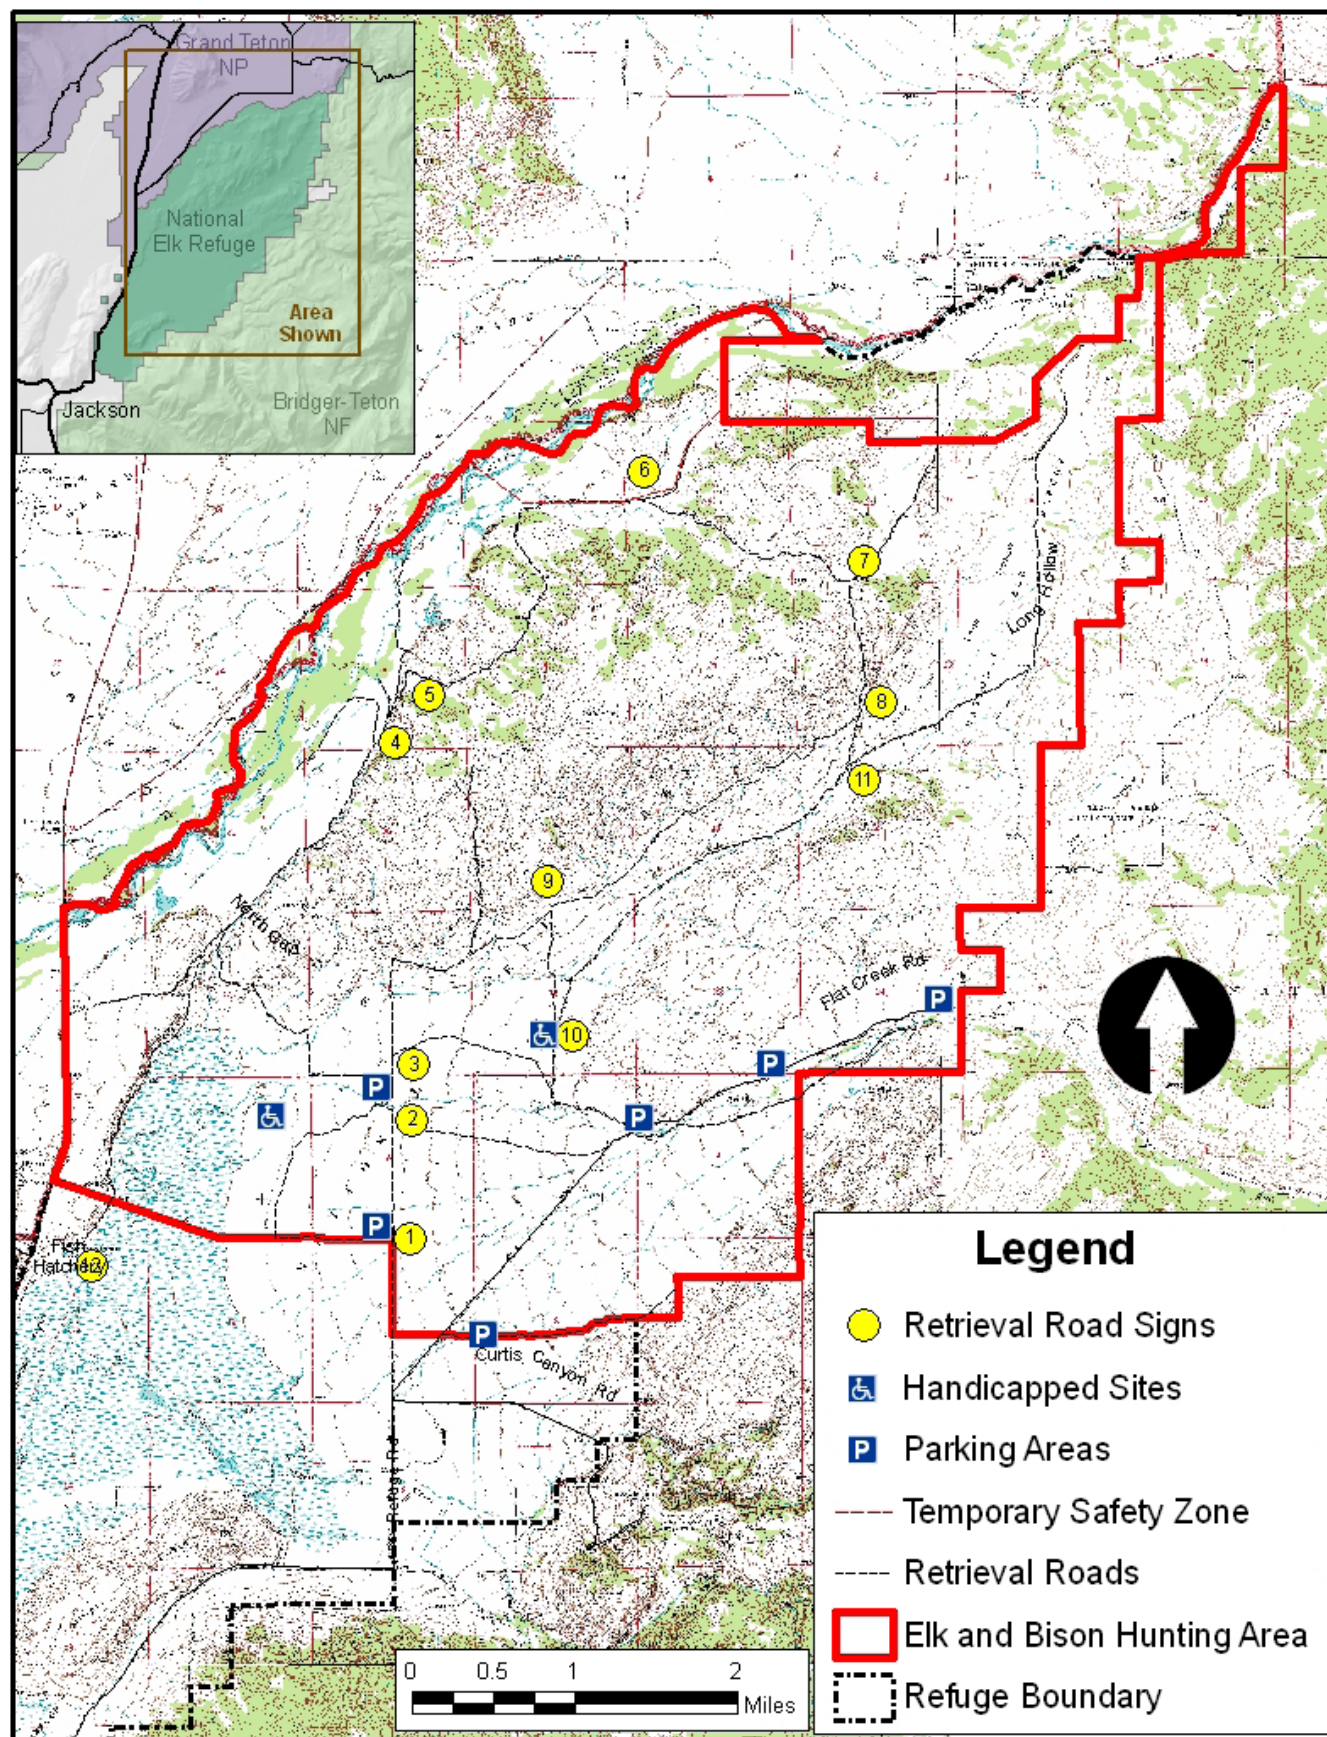 Grand Teton
NP
National
Elk Refuge
Area
Shown
Jackson
Bridger-Teton
NF
6
7
Long Hollow
5
8
4
11
9
North Gap
Flat Creek Rd
P
10
3
P
P
2
P
P
1
Fish
Hatchery
12
P
Curtis Canyon Rd
Refuge Rd
Legend
Retrieval Road Signs
Handicapped Sites
P Parking Areas
Temporary Safety Zone
Retrieval Roads
Elk and Bison Hunting Area
Refuge Boundary
0 0.5 1 2
Miles